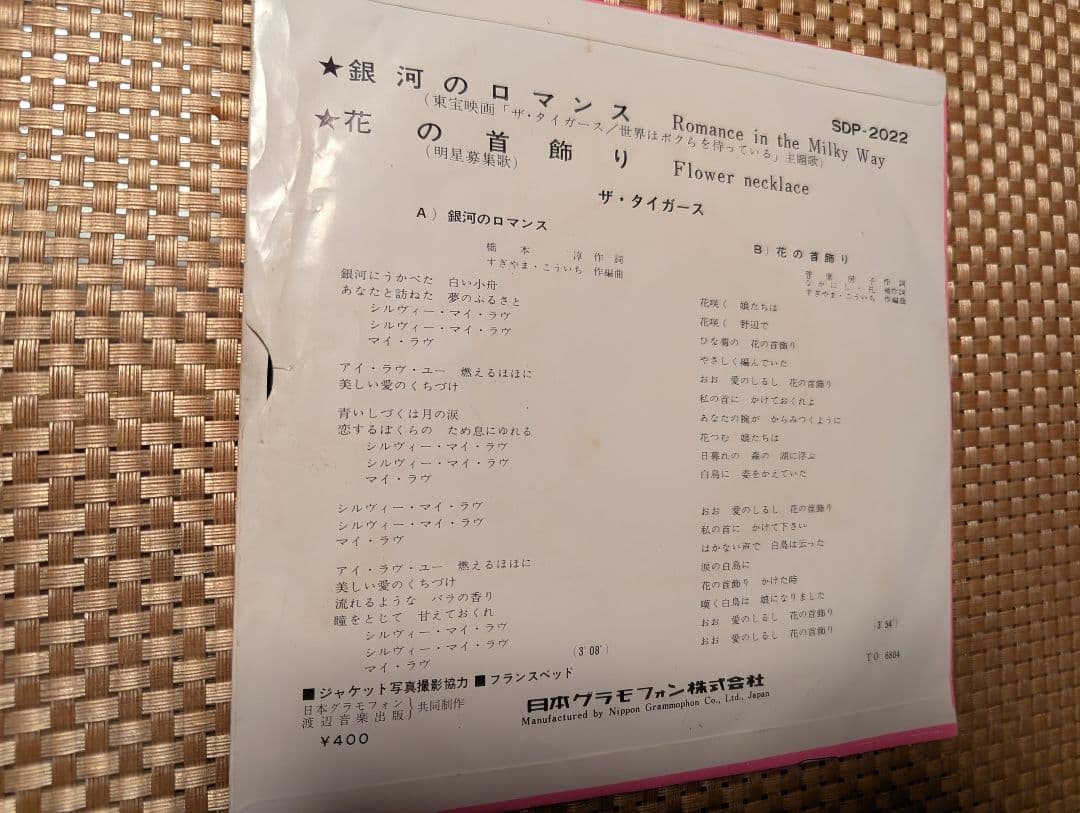 ★銀河のロマンス Romance in the Milky Way
SDP-2022
(東宝映画「ザ・タイガース/世界はボクらを待っている」主題歌)
★花の首飾り Flower necklace
(明星募集歌)
ザ・タイガース
A) 銀河のロマンス
橋本 淳 作詞
すぎやま・こういち 作編曲
銀河にうかべた 白い小舟
あなたと訪ねた 夢のふるさと
シルヴィー・マイ・ラヴ
シルヴィー・マイ・ラヴ
マイ・ラヴ
アイ・ラヴ・ユー 燃えるほほに
美しい愛のくちづけ
青いしづくは月の涙
恋するぼくらの ため息にゆれる
シルヴィー・マイ・ラヴ
シルヴィー・マイ・ラヴ
マイ・ラヴ
シルヴィー・マイ・ラヴ
シルヴィー・マイ・ラヴ
マイ・ラヴ
アイ・ラヴ・ユー 燃えるほほに
美しい愛のくちづけ
流れるような バラの香り
瞳をとじて 甘えておくれ
シルヴィー・マイ・ラヴ
シルヴィー・マイ・ラヴ
マイ・ラヴ
(3′08″)
B) 花の首飾り
菅原房子 作詞
なかにし・礼 補作詞
すぎやま・こういち 作編曲
花咲く 娘たちは
花咲く 野辺で
ひな菊の 花の首飾り
やさしく編んでいた
おお 愛のしるし 花の首飾り
私の首に かけておくれよ
あなたの腕が からみつくように
花つむ 娘たちは
日暮れの 森の 湖に浮ぶ
白鳥に 姿をかえていた
おお 愛のしるし 花の首飾り
私の首に かけて下さい
はかない声で 白鳥は云った
涙の白鳥に
花の首飾り かけた時
嘆く白鳥は 娘になりました
おお 愛のしるし 花の首飾り
おお 愛のしるし 花の首飾り
(3′54″)
TO 6804
■ジャケット写真撮影協力 ■フランスベッド
日本グラモフォン
渡辺音楽出版
}共同制作
¥400
日本グラモフォン株式会社
Manufactured by Nippon Grammophon Co., Ltd., Japan